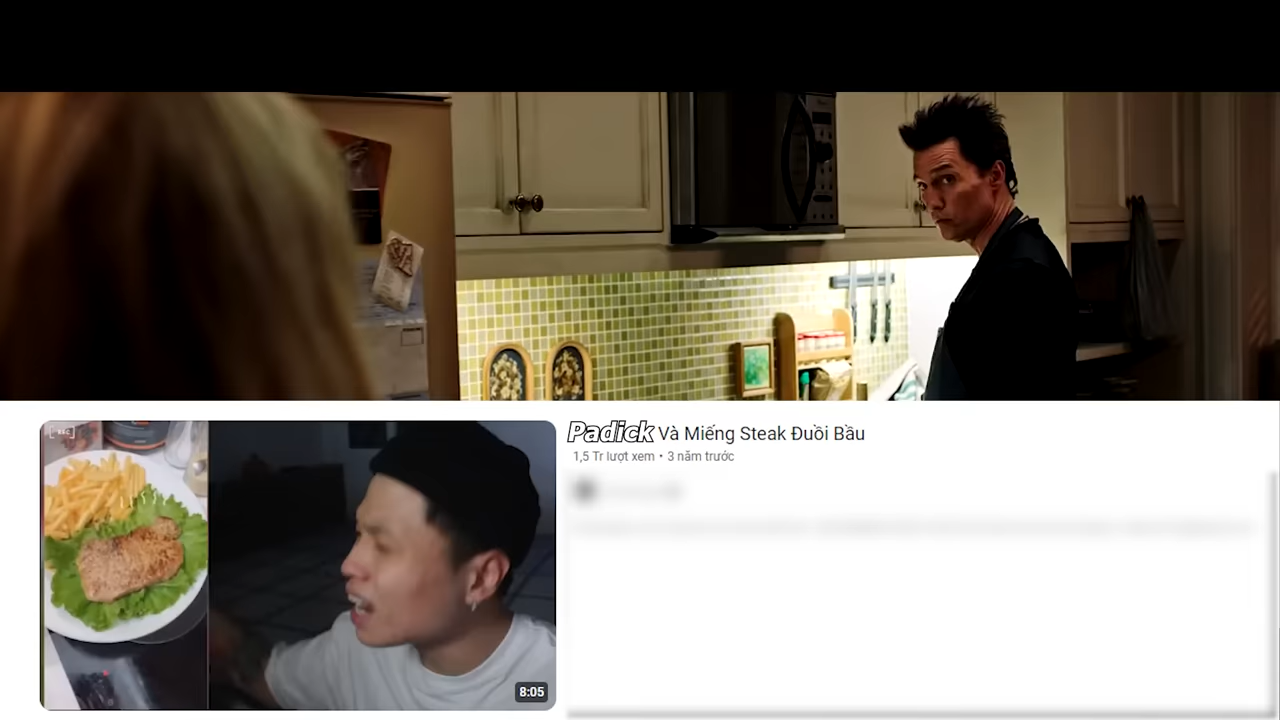 Padick Và Miếng Steak Đuồi Bầu
1,5 Tr lượt xem • 3 năm trước
8:05